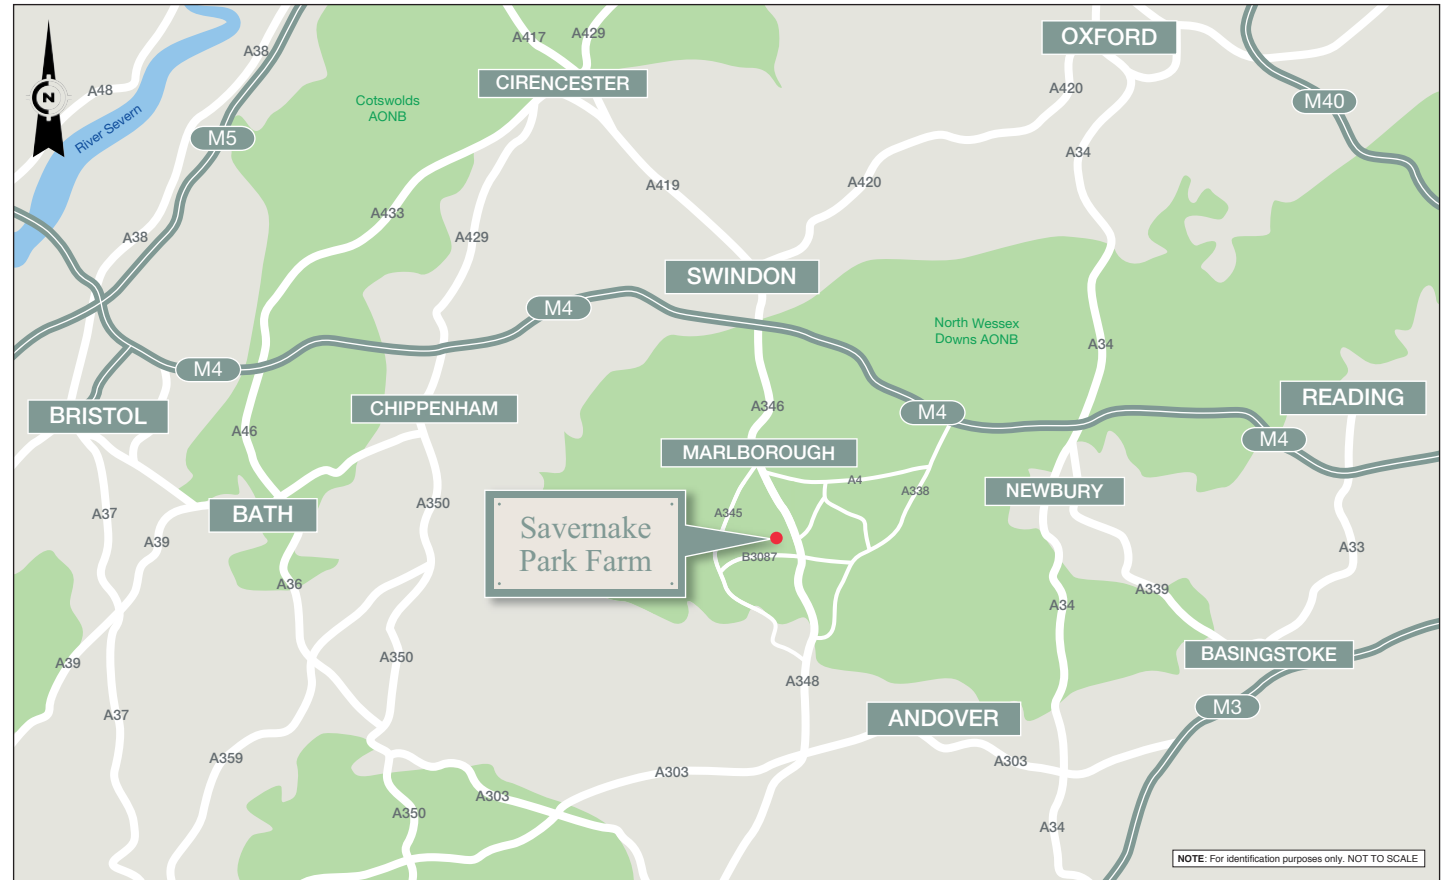 A417
A429
OXFORD
A38
CIRENCESTER
A48
A420
M40
Cotswolds
AONB
N
River Severn
M5
A34
A419
A420
A433
A38
A429
SWINDON
M4
North Wessex
Downs AONB
A34
M4
READING
CHIPPENHAM
A346
BRISTOL
M4
A46
M4
MARLBOROUGH
A4
A338
NEWBURY
A350
BATH
A37
A345
Savernake
Park Farm
A39
A33
B3087
A36
A339
A34
A350
BASINGSTOKE
A39
A348
M3
A37
ANDOVER
A359
A303
A303
A303
A350
A34
NOTE: For identification purposes only. NOT TO SCALE